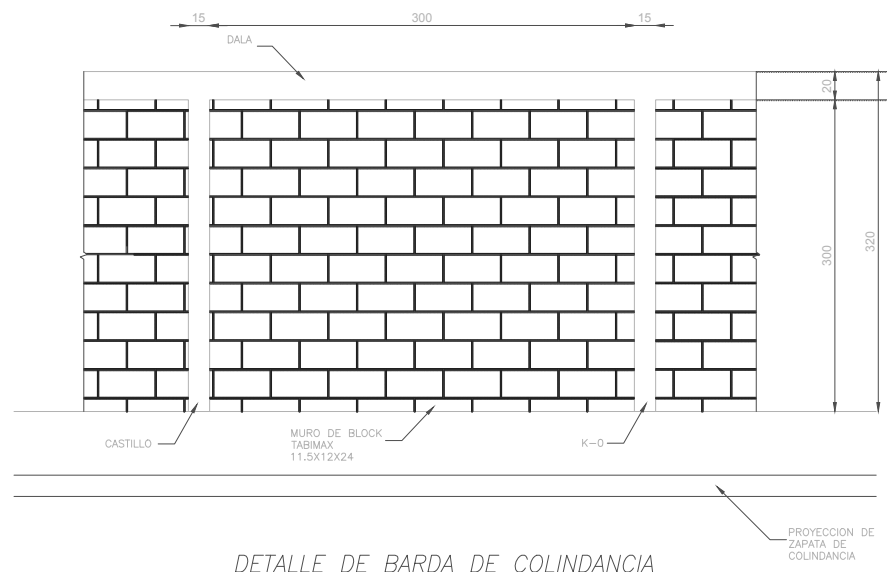 15
300
15
DALA
20
300
320
CASTILLO
MURO DE BLOCK
TABIMAX
11.5X12X24
K-0
PROYECCION DE
ZAPATA DE
COLINDANCIA
DETALLE DE BARDA DE COLINDANCIA